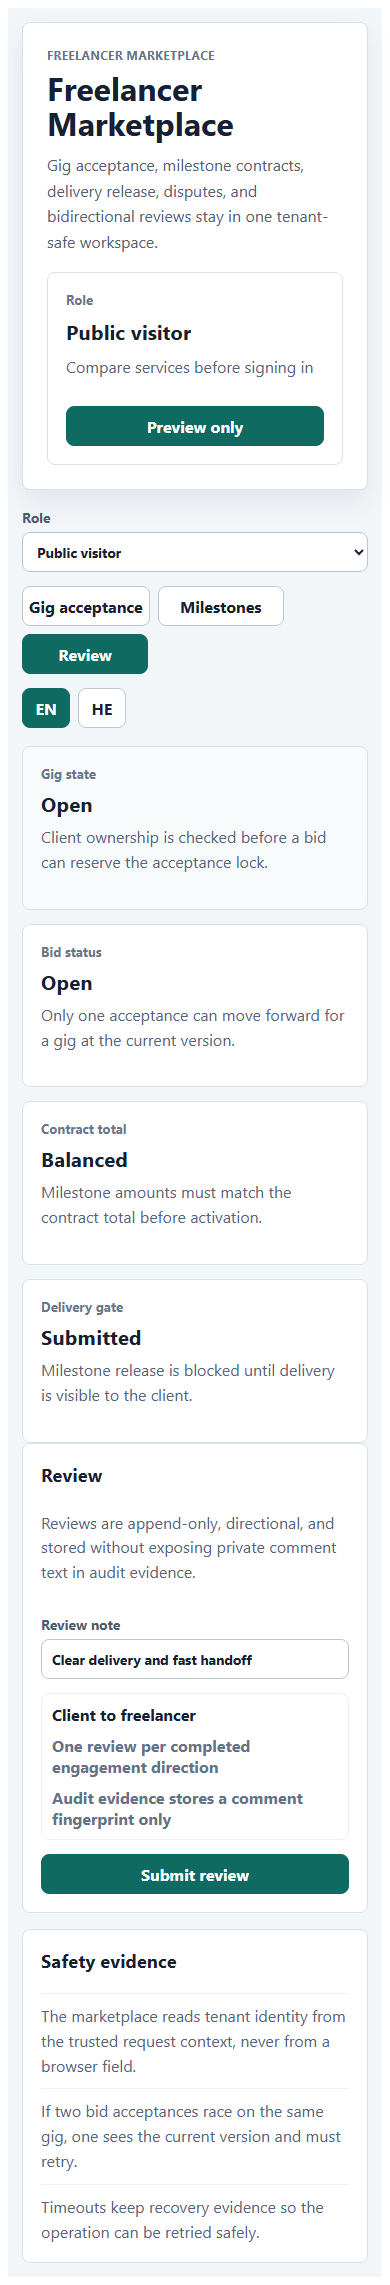 FREELANCER MARKETPLACE
Freelancer
Marketplace
Gig acceptance, milestone contracts,
delivery release, disputes, and
bidirectional reviews stay in one tenant-
safe workspace.
Role
Public visitor
Compare services before signing in
Preview only
Role
Public visitor
Gig acceptance
Milestones
Review
EN
HE
Gig state
Open
Client ownership is checked before a bid
can reserve the acceptance lock.
Bid status
Open
Only one acceptance can move forward for
a gig at the current version.
Contract total
Balanced
Milestone amounts must match the
contract total before activation.
Delivery gate
Submitted
Milestone release is blocked until delivery
is visible to the client.
Review
Reviews are append-only, directional, and
stored without exposing private comment
text in audit evidence.
Review note
Clear delivery and fast handoff
Client to freelancer
One review per completed
engagement direction
Audit evidence stores a comment
fingerprint only
Submit review
Safety evidence
The marketplace reads tenant identity from
the trusted request context, never from a
browser field.
If two bid acceptances race on the same
gig, one sees the current version and must
retry.
Timeouts keep recovery evidence so the
operation can be retried safely.